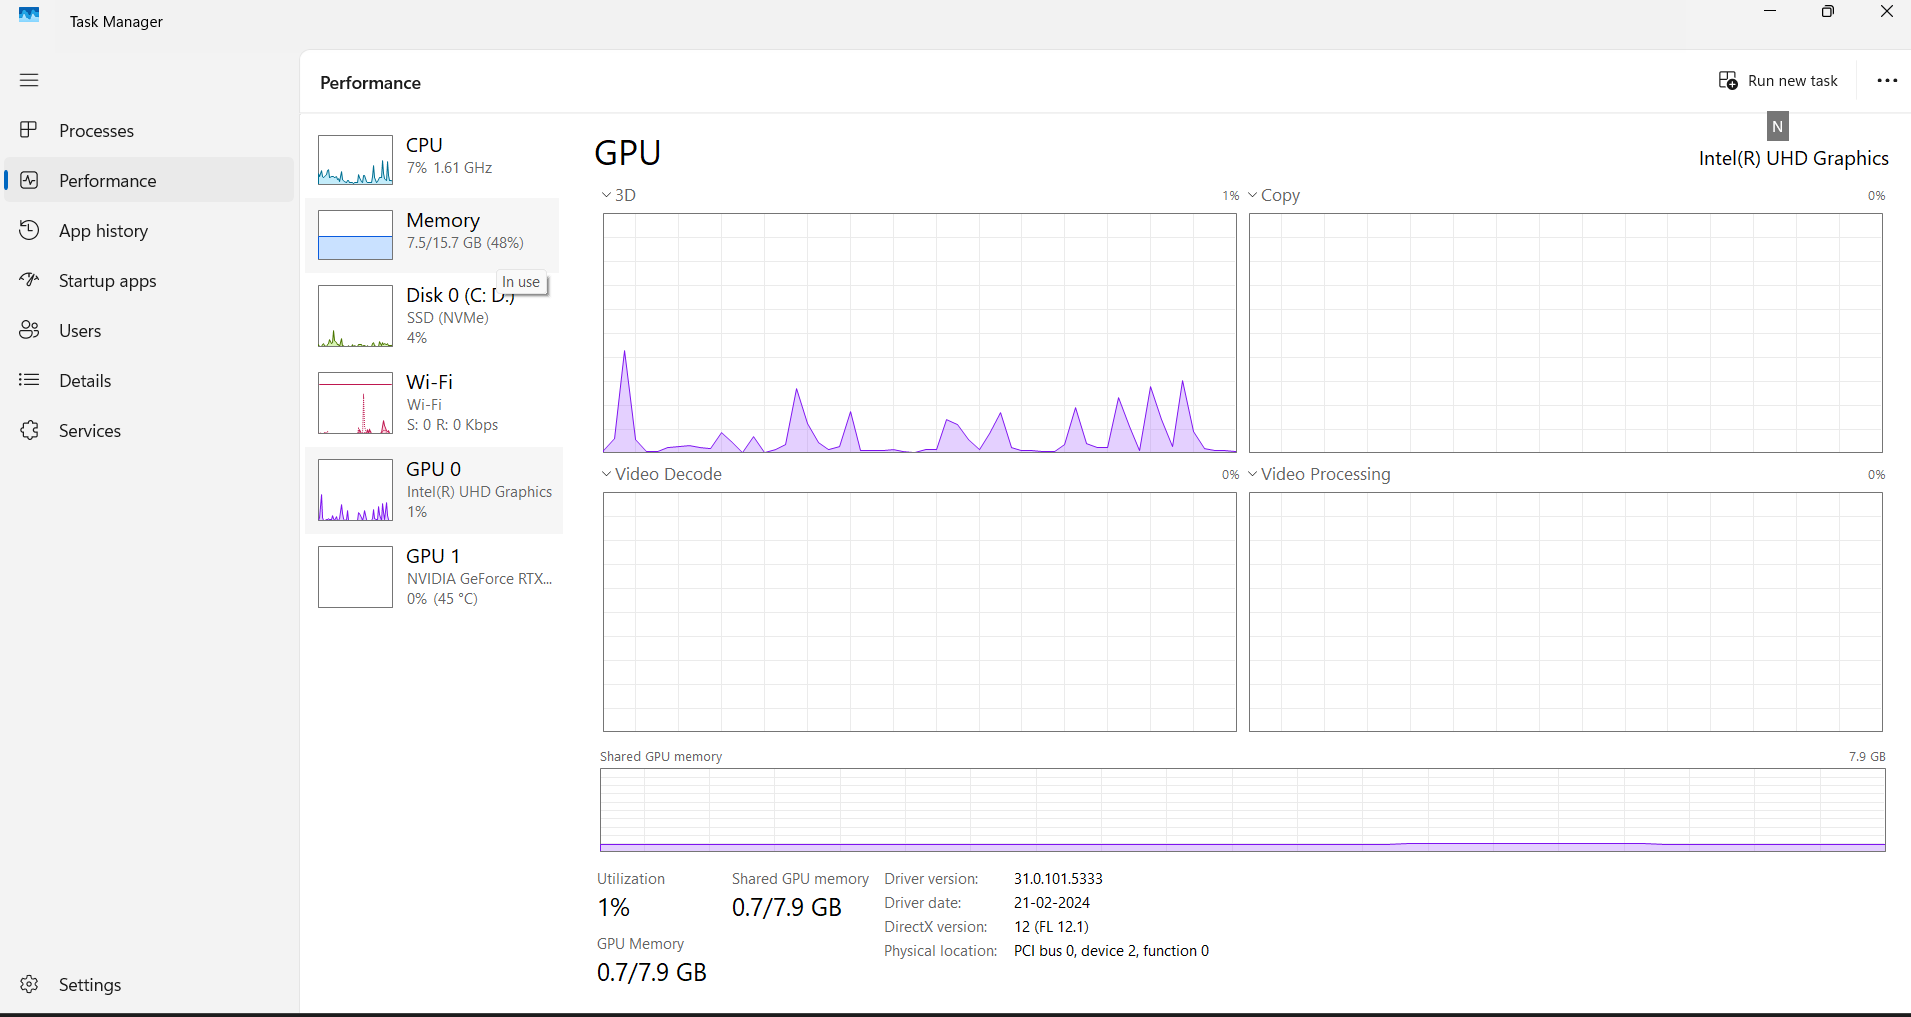 Task Manager
Performance
Run new task
N
Processes
Performance
App history
Startup apps
Users
Details
Services
Settings
CPU
7% 1.61 GHz
Memory
7.5/15.7 GB (48%)
In use
Disk 0 (C: D:)
SSD (NVMe)
4%
Wi-Fi
Wi-Fi
S: 0 R: 0 Kbps
GPU 0
Intel(R) UHD Graphics
1%
GPU 1
NVIDIA GeForce RTX...
0% (45 °C)
GPU
Intel(R) UHD Graphics
3D 1%
Copy 0%
Video Decode 0%
Video Processing 0%
Shared GPU memory 7.9 GB
Utilization
1%
Shared GPU memory
0.7/7.9 GB
GPU Memory
0.7/7.9 GB
Driver version: 31.0.101.5333
Driver date: 21-02-2024
DirectX version: 12 (FL 12.1)
Physical location: PCI bus 0, device 2, function 0